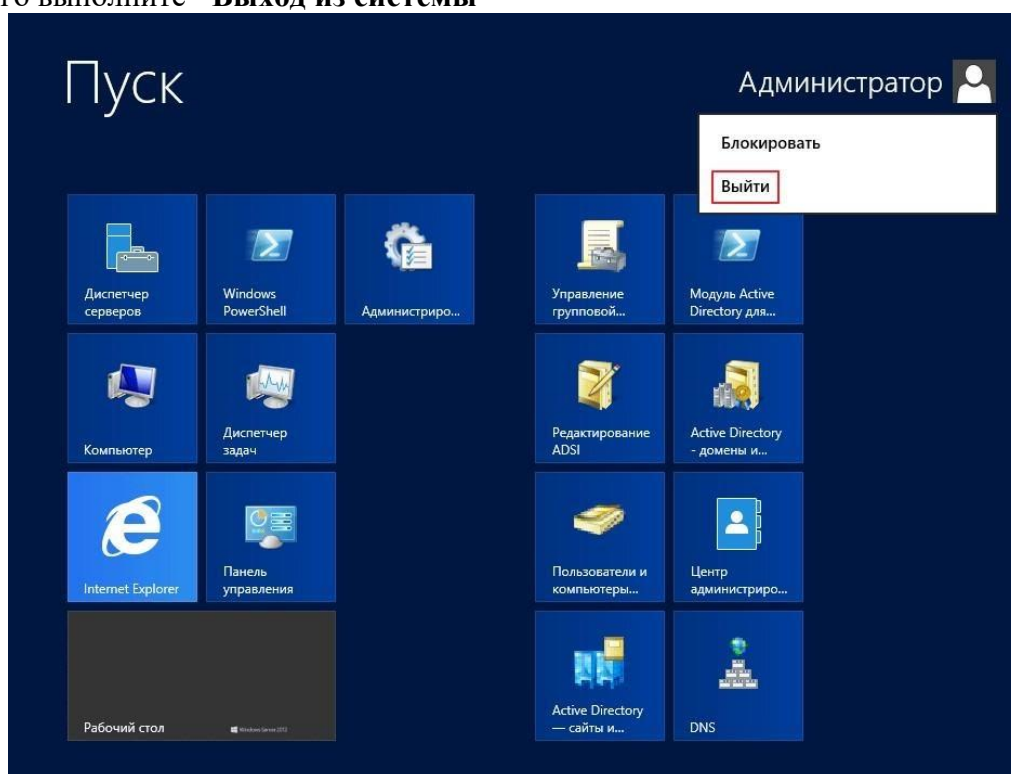 выполните "Выход из системы"
Пуск
Администратор
Блокировать
Выйти
Диспетчер
серверов
Windows
PowerShell
Администриро...
Управление
групповой...
Модуль Active
Directory для...
Компьютер
Диспетчер
задач
Редактирование
ADSI
Active Directory
- домены и...
Internet Explorer
Панель
управления
Пользователи и
компьютеры...
Центр
администриро...
Рабочий стол
Windows Server 2012
Active Directory
— сайты и...
DNS